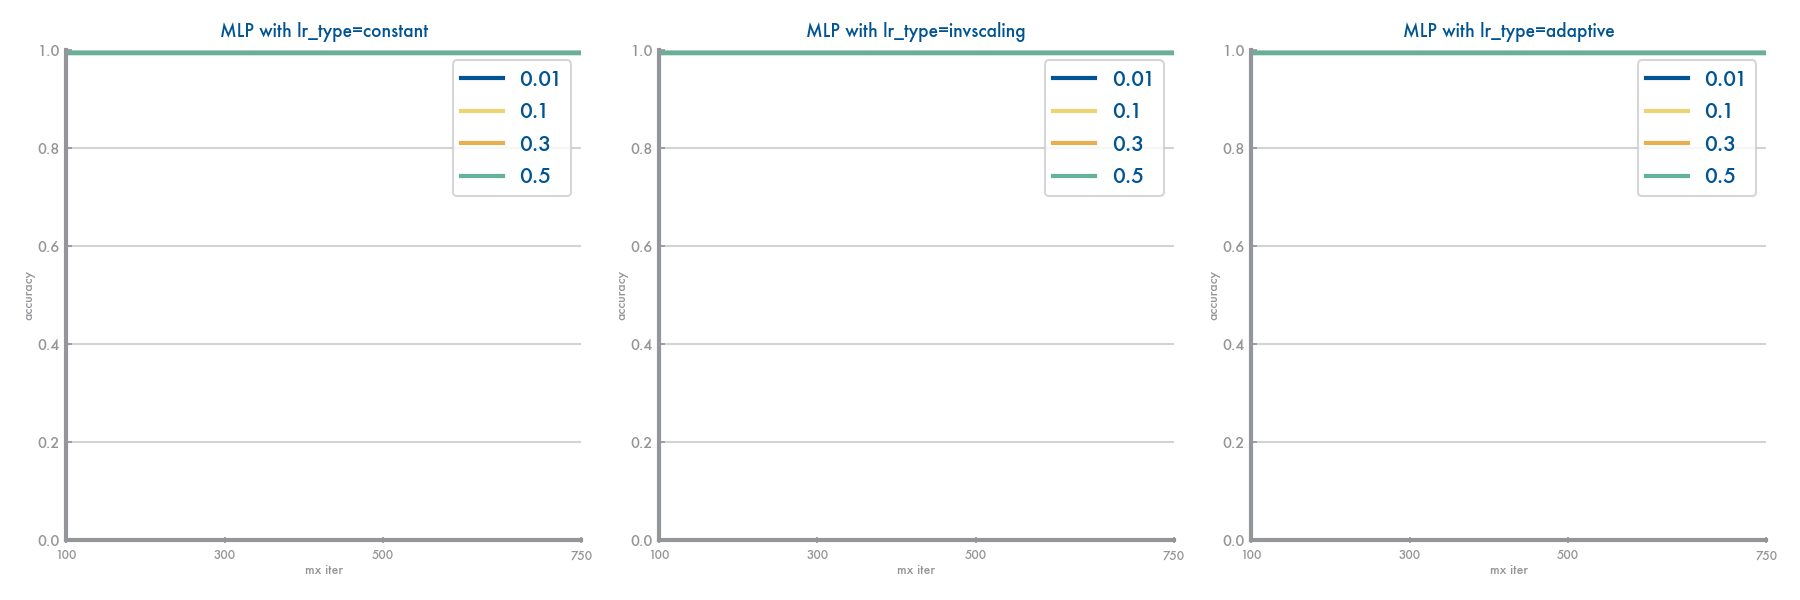 MLP with lr_type=constant
1.0
0.8
0.6
0.4
0.2
0.0
accuracy
100 300 500 750
mx iter
0.01
0.1
0.3
0.5
MLP with lr_type=invscaling
1.0
0.8
0.6
0.4
0.2
0.0
accuracy
100 300 500 750
mx iter
0.01
0.1
0.3
0.5
MLP with lr_type=adaptive
1.0
0.8
0.6
0.4
0.2
0.0
accuracy
100 300 500 750
mx iter
0.01
0.1
0.3
0.5